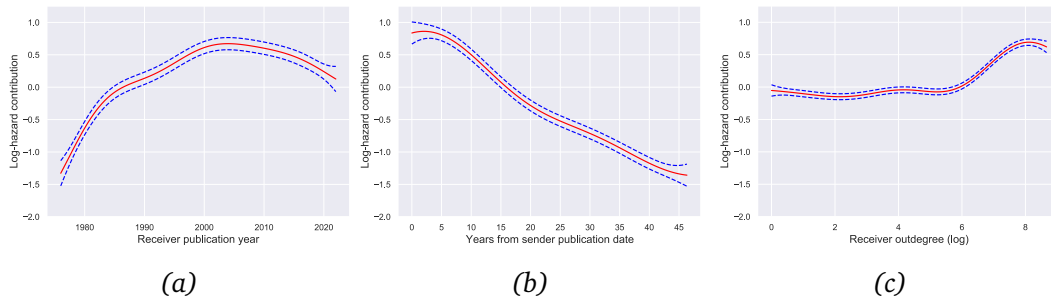 1.0
0.5
0.0
−0.5
−1.0
−1.5
−2.0
Log-hazard contribution
1980 1990 2000 2010 2020
Receiver publication year
(a)
1.0
0.5
0.0
−0.5
−1.0
−1.5
−2.0
Log-hazard contribution
0 5 10 15 20 25 30 35 40 45
Years from sender publication date
(b)
1.0
0.5
0.0
−0.5
−1.0
−1.5
−2.0
Log-hazard contribution
0 2 4 6 8
Receiver outdegree (log)
(c)